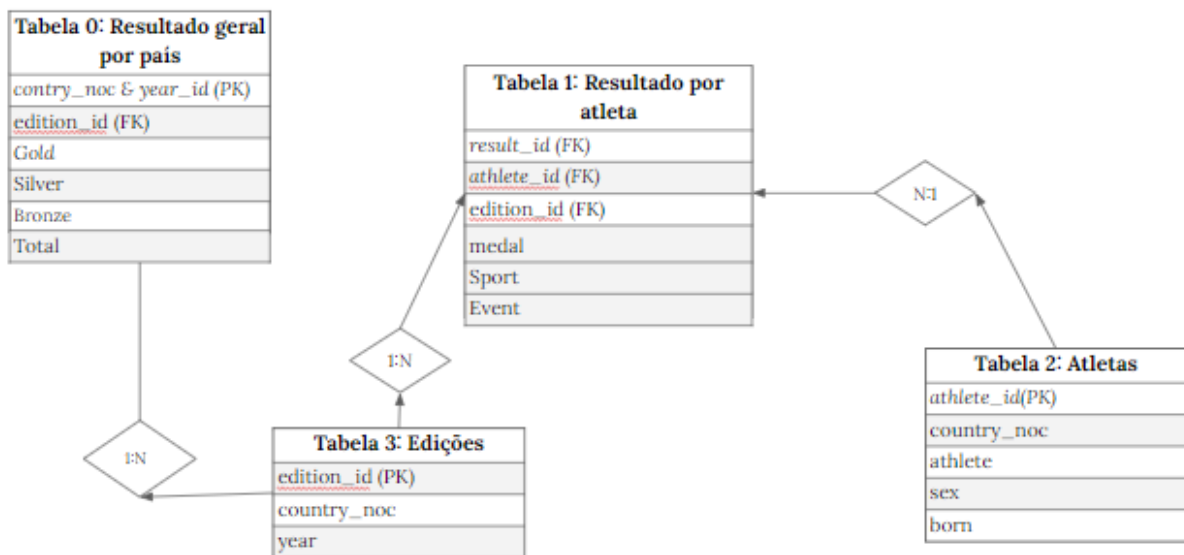 Tabela 0: Resultado geral
por país
contry_noc & year_id (PK)
edition_id (FK)
Gold
Silver
Bronze
Total
Tabela 1: Resultado por
atleta
result_id (FK)
athlete_id (FK)
edition_id (FK)
medal
Sport
Event
N:1
1:N
Tabela 2: Atletas
athlete_id(PK)
country_noc
athlete
sex
born
1:N
Tabela 3: Edições
edition_id (PK)
country_noc
year